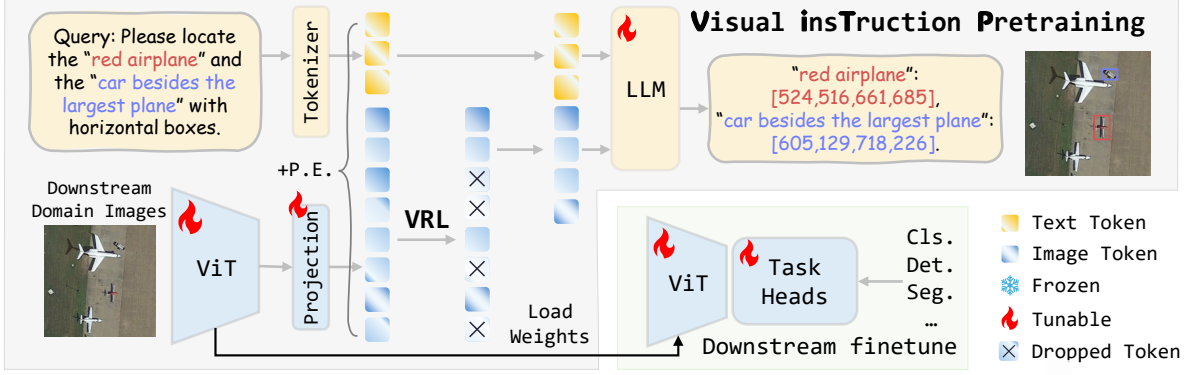 Visual insTruction Pretraining
Query: Please locate
the “red airplane” and
the “car besides the
largest plane” with
horizontal boxes.
Tokenizer
+P.E.
LLM
“red airplane”:
[524,516,661,685],
“car besides the largest plane”:
[605,129,718,226].
Downstream
Domain Images
ViT
Projection
VRL
Load
Weights
ViT
Task
Heads
Cls.
Det.
Seg.
…
Downstream finetune
Text Token
Image Token
Frozen
Tunable
Dropped Token